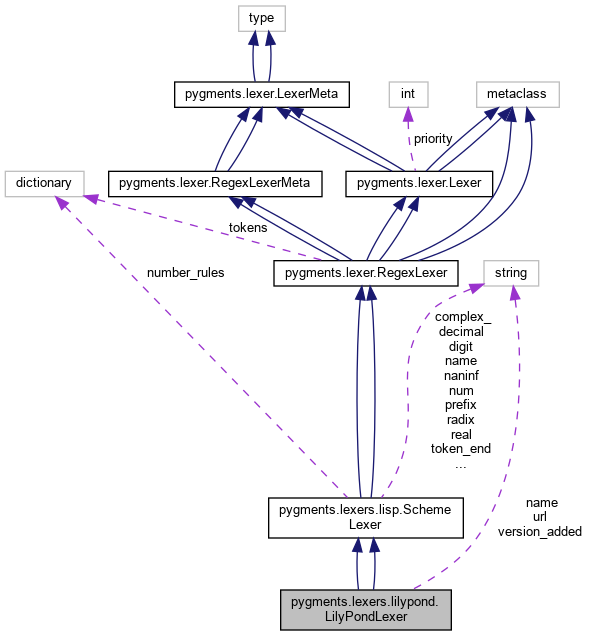 type
pygments.lexer.LexerMeta
int
metaclass
priority
dictionary
pygments.lexer.RegexLexerMeta
pygments.lexer.Lexer
tokens
number_rules
pygments.lexer.RegexLexer
string
complex_
decimal
digit
name
naninf
num
prefix
radix
real
token_end
...
pygments.lexers.lisp.Scheme
Lexer
name
url
version_added
pygments.lexers.lilypond.
LilyPondLexer